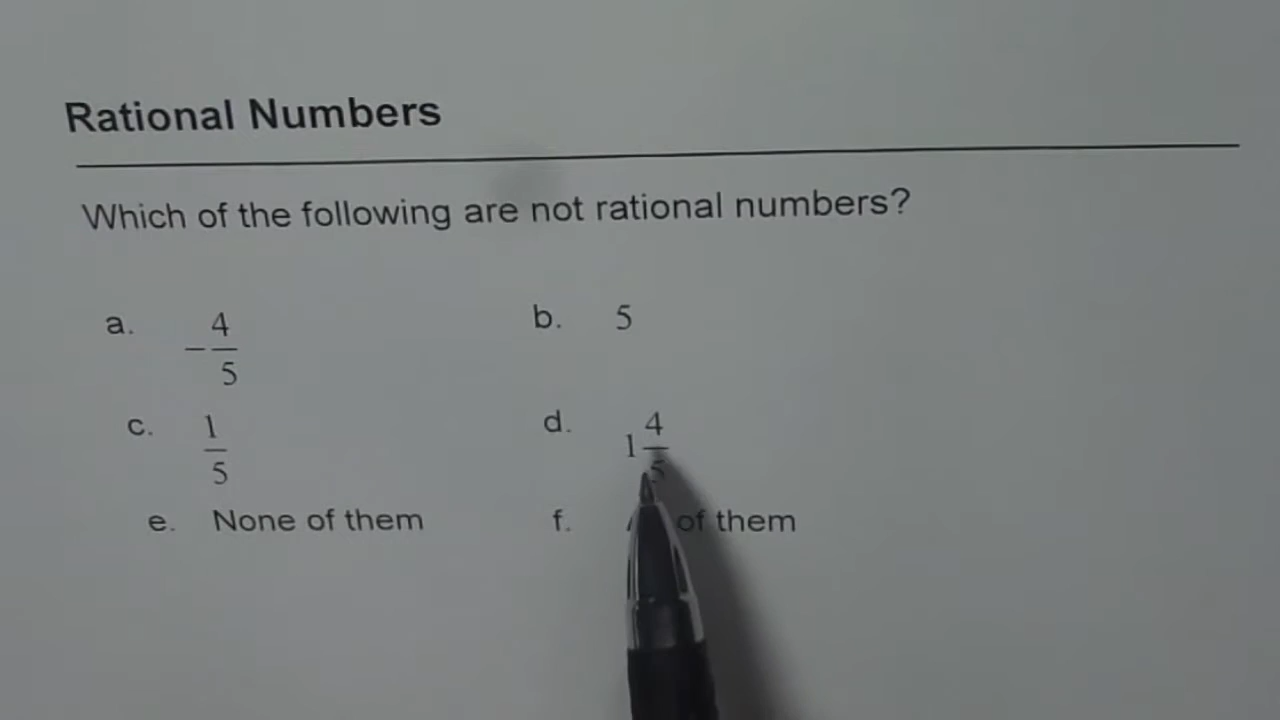 Rational Numbers
Which of the following are not rational numbers?
a. -4/5 b. 5
c. 1/5 d. 1 4/5
e. None of them f. of them